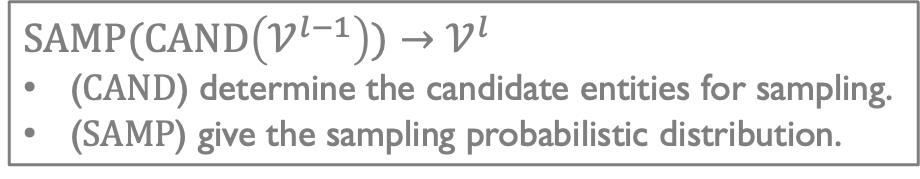 SAMP(CAND(𝒱^{l−1})) → 𝒱^l
• (CAND) determine the candidate entities for sampling.
• (SAMP) give the sampling probabilistic distribution.